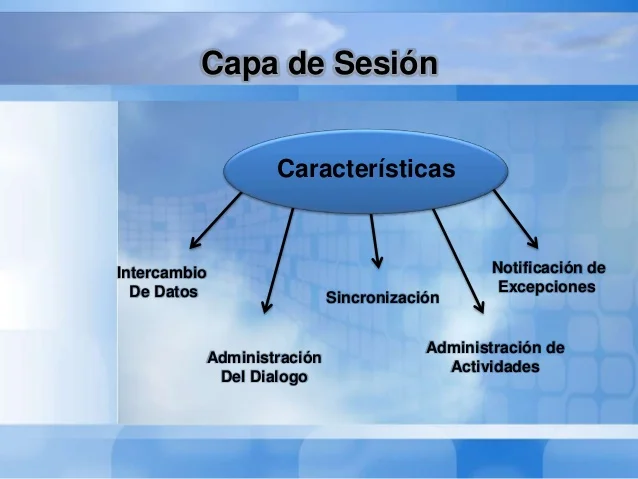 Capa de Sesión
Características
Intercambio
De Datos
Administración
Del Dialogo
Sincronización
Administración de
Actividades
Notificación de
Excepciones